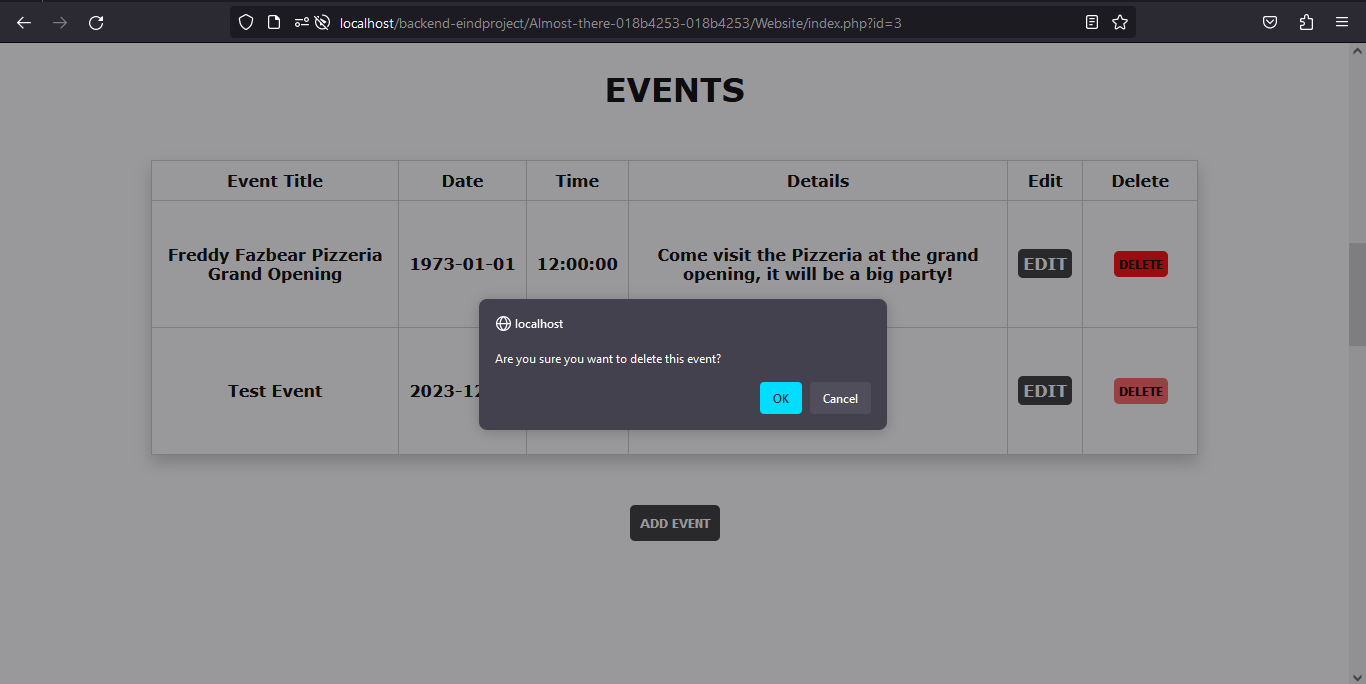 localhost/backend-eindproject/Almost-there-018b4253-018b4253/Website/index.php?id=3
EVENTS
Event Title Date Time Details Edit Delete
Freddy Fazbear Pizzeria
Grand Opening
1973-01-01 12:00:00
Come visit the Pizzeria at the grand
opening, it will be a big party!
EDIT DELETE
localhost
Are you sure you want to delete this event?
OK Cancel
Test Event 2023-12 EDIT DELETE
ADD EVENT